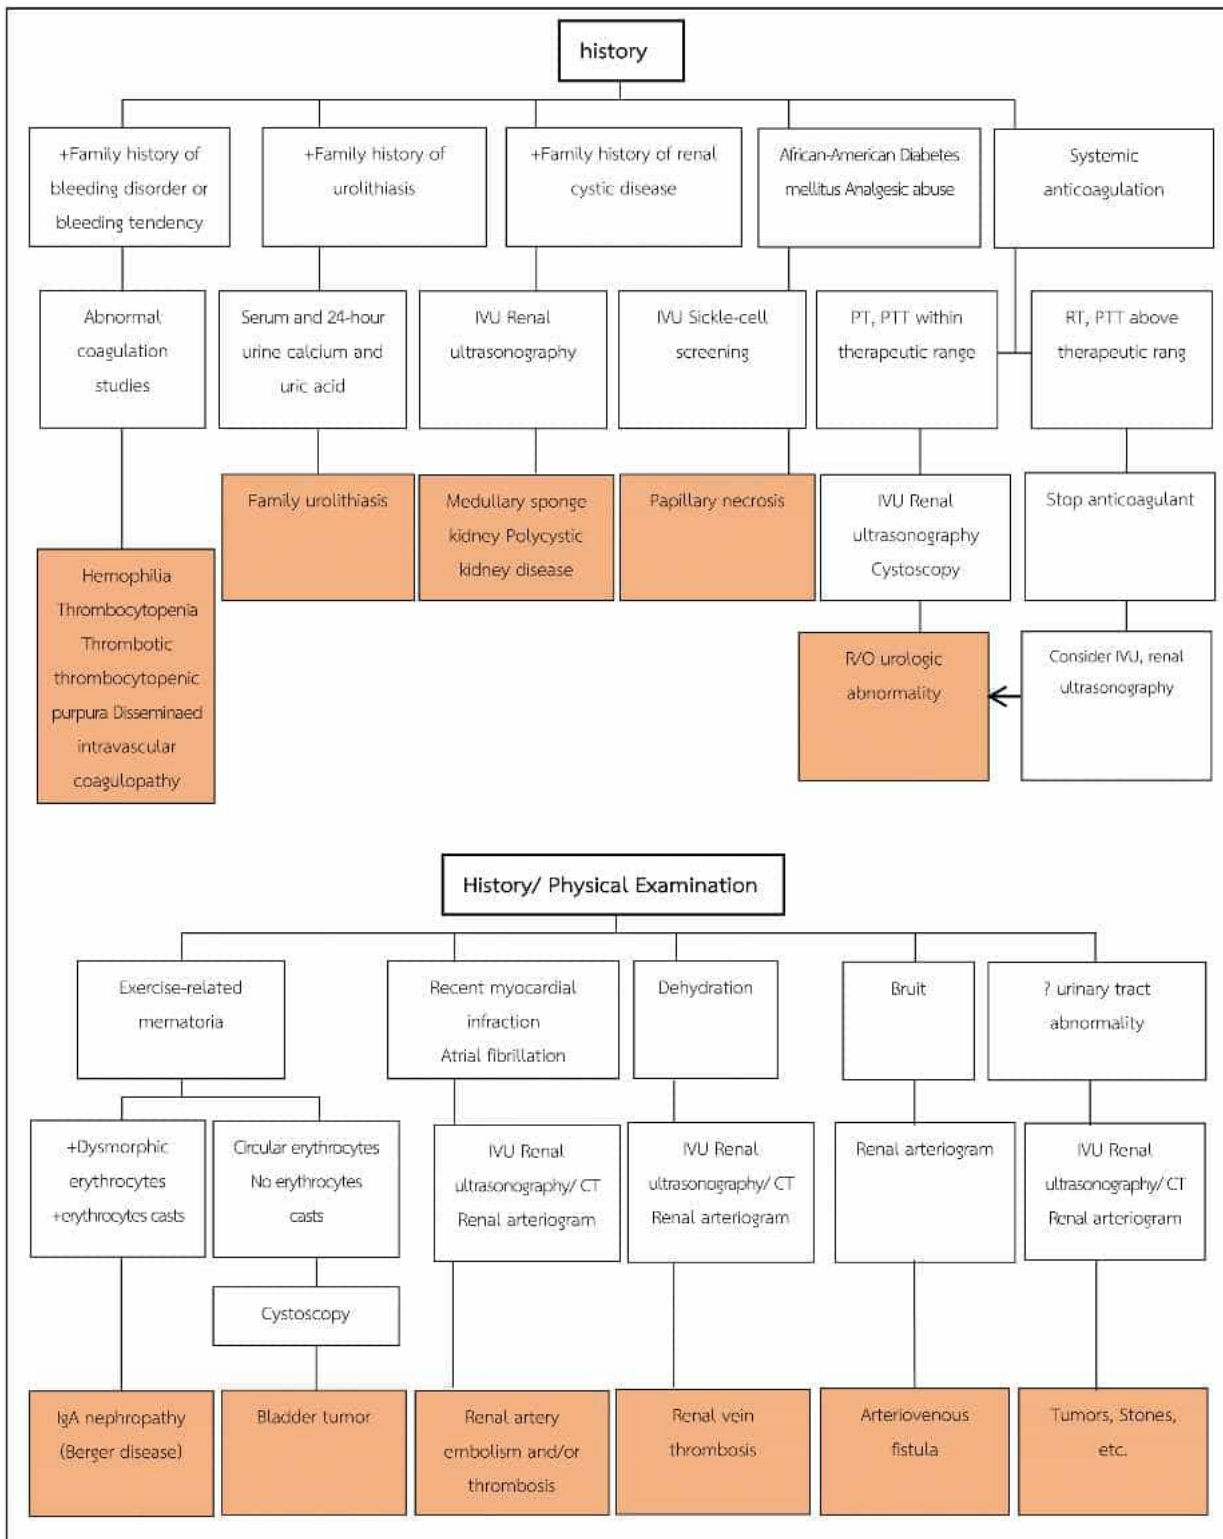 history
+Family history of
bleeding disorder or
bleeding tendency
+Family history of
urolithiasis
+Family history of renal
cystic disease
African-American Diabetes
mellitus Analgesic abuse
Systemic
anticoagulation
Abnormal
coagulation
studies
Serum and 24-hour
urine calcium and
uric acid
IVU Renal
ultrasonography
IVU Sickle-cell
screening
PT, PTT within
therapeutic range
RT, PTT above
therapeutic rang
Family urolithiasis
Medullary sponge
kidney Polycystic
kidney disease
Papillary necrosis
IVU Renal
ultrasonography
Cystoscopy
Stop anticoagulant
Hemophilia
Thrombocytopenia
Thrombotic
thrombocytopenic
purpura Disseminaed
intravascular
coagulopathy
R/O urologic
abnormality
Consider IVU, renal
ultrasonography
History/ Physical Examination
Exercise-related
mematoria
Recent myocardial
infraction
Atrial fibrillation
Dehydration
Bruit
? urinary tract
abnormality
+Dysmorphic
erythrocytes
+erythrocytes casts
Circular erythrocytes
No erythrocytes
casts
IVU Renal
ultrasonography/ CT
Renal arteriogram
IVU Renal
ultrasonography/ CT
Renal arteriogram
Renal arteriogram
IVU Renal
ultrasonography/ CT
Renal arteriogram
Cystoscopy
IgA nephropathy
(Berger disease)
Bladder tumor
Renal artery
embolism and/or
thrombosis
Renal vein
thrombosis
Arteriovenous
fistula
Tumors, Stones,
etc.